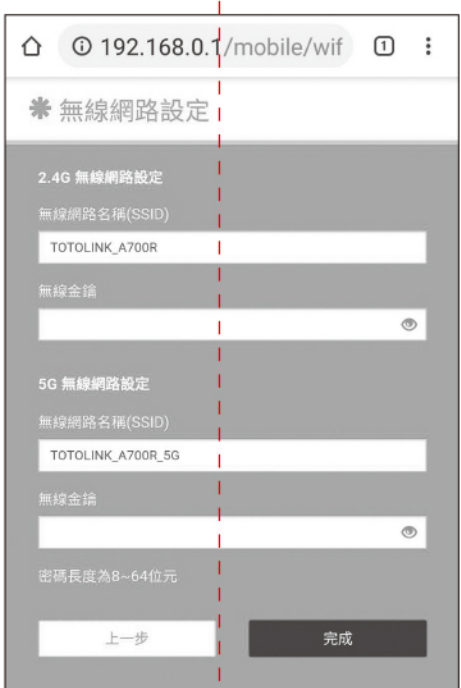 192.168.0.1/mobile/wif 1
無線網路設定
2.4G 無線網路設定
無線網路名稱(SSID)
TOTOLINK_A700R
無線金鑰
5G 無線網路設定
無線網路名稱(SSID)
TOTOLINK_A700R_5G
無線金鑰
密碼長度為8~64位元
上一步 完成